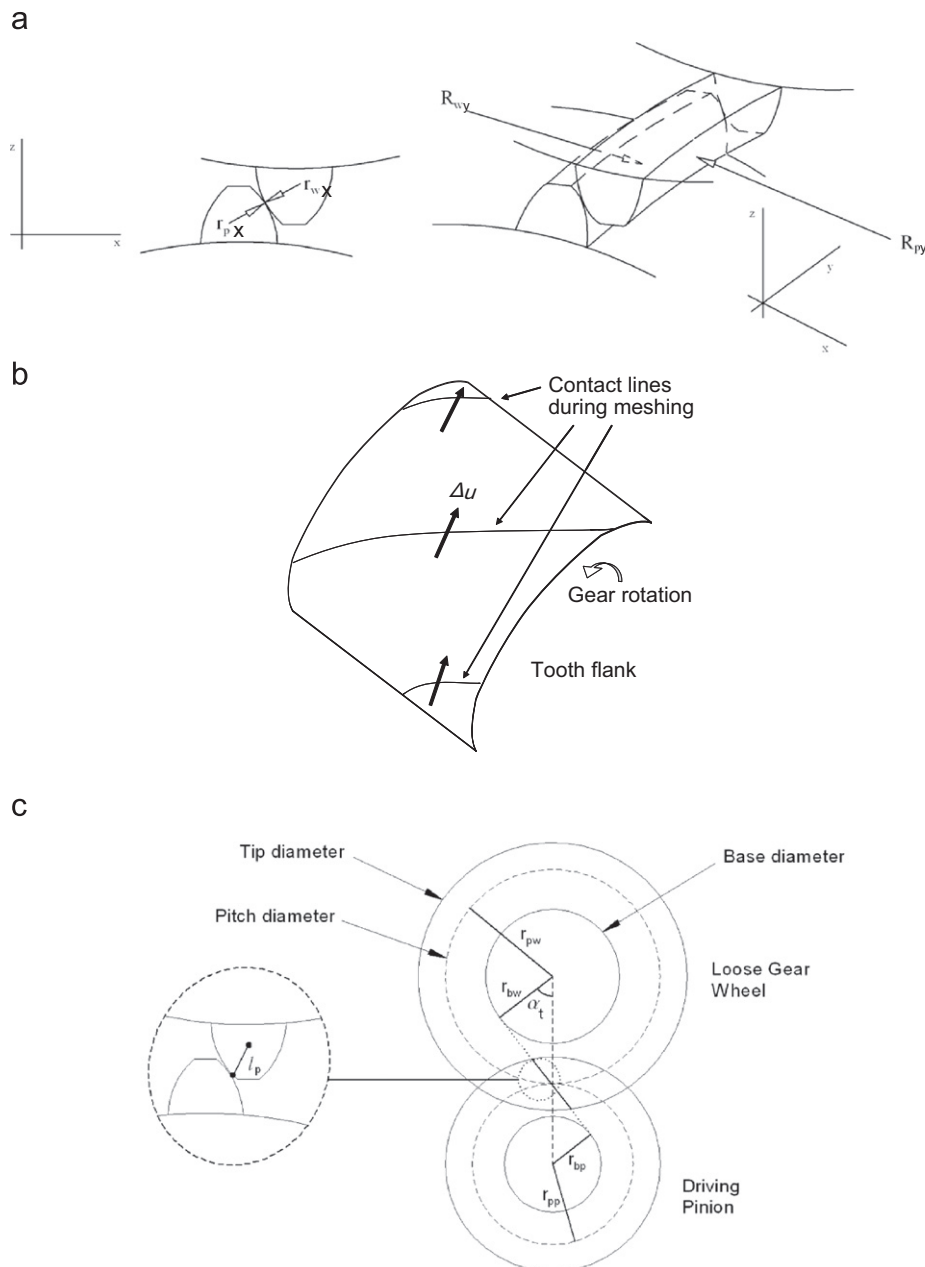 a
R_wy
z
r_w x
r_p x
x
z
R_py
y
x
b
Contact lines
during meshing
Δu
Gear rotation
Tooth flank
c
Tip diameter
Base diameter
Pitch diameter
r_pw
Loose Gear
Wheel
r_bw
α_t
l_p
r_bp
r_pp
Driving
Pinion